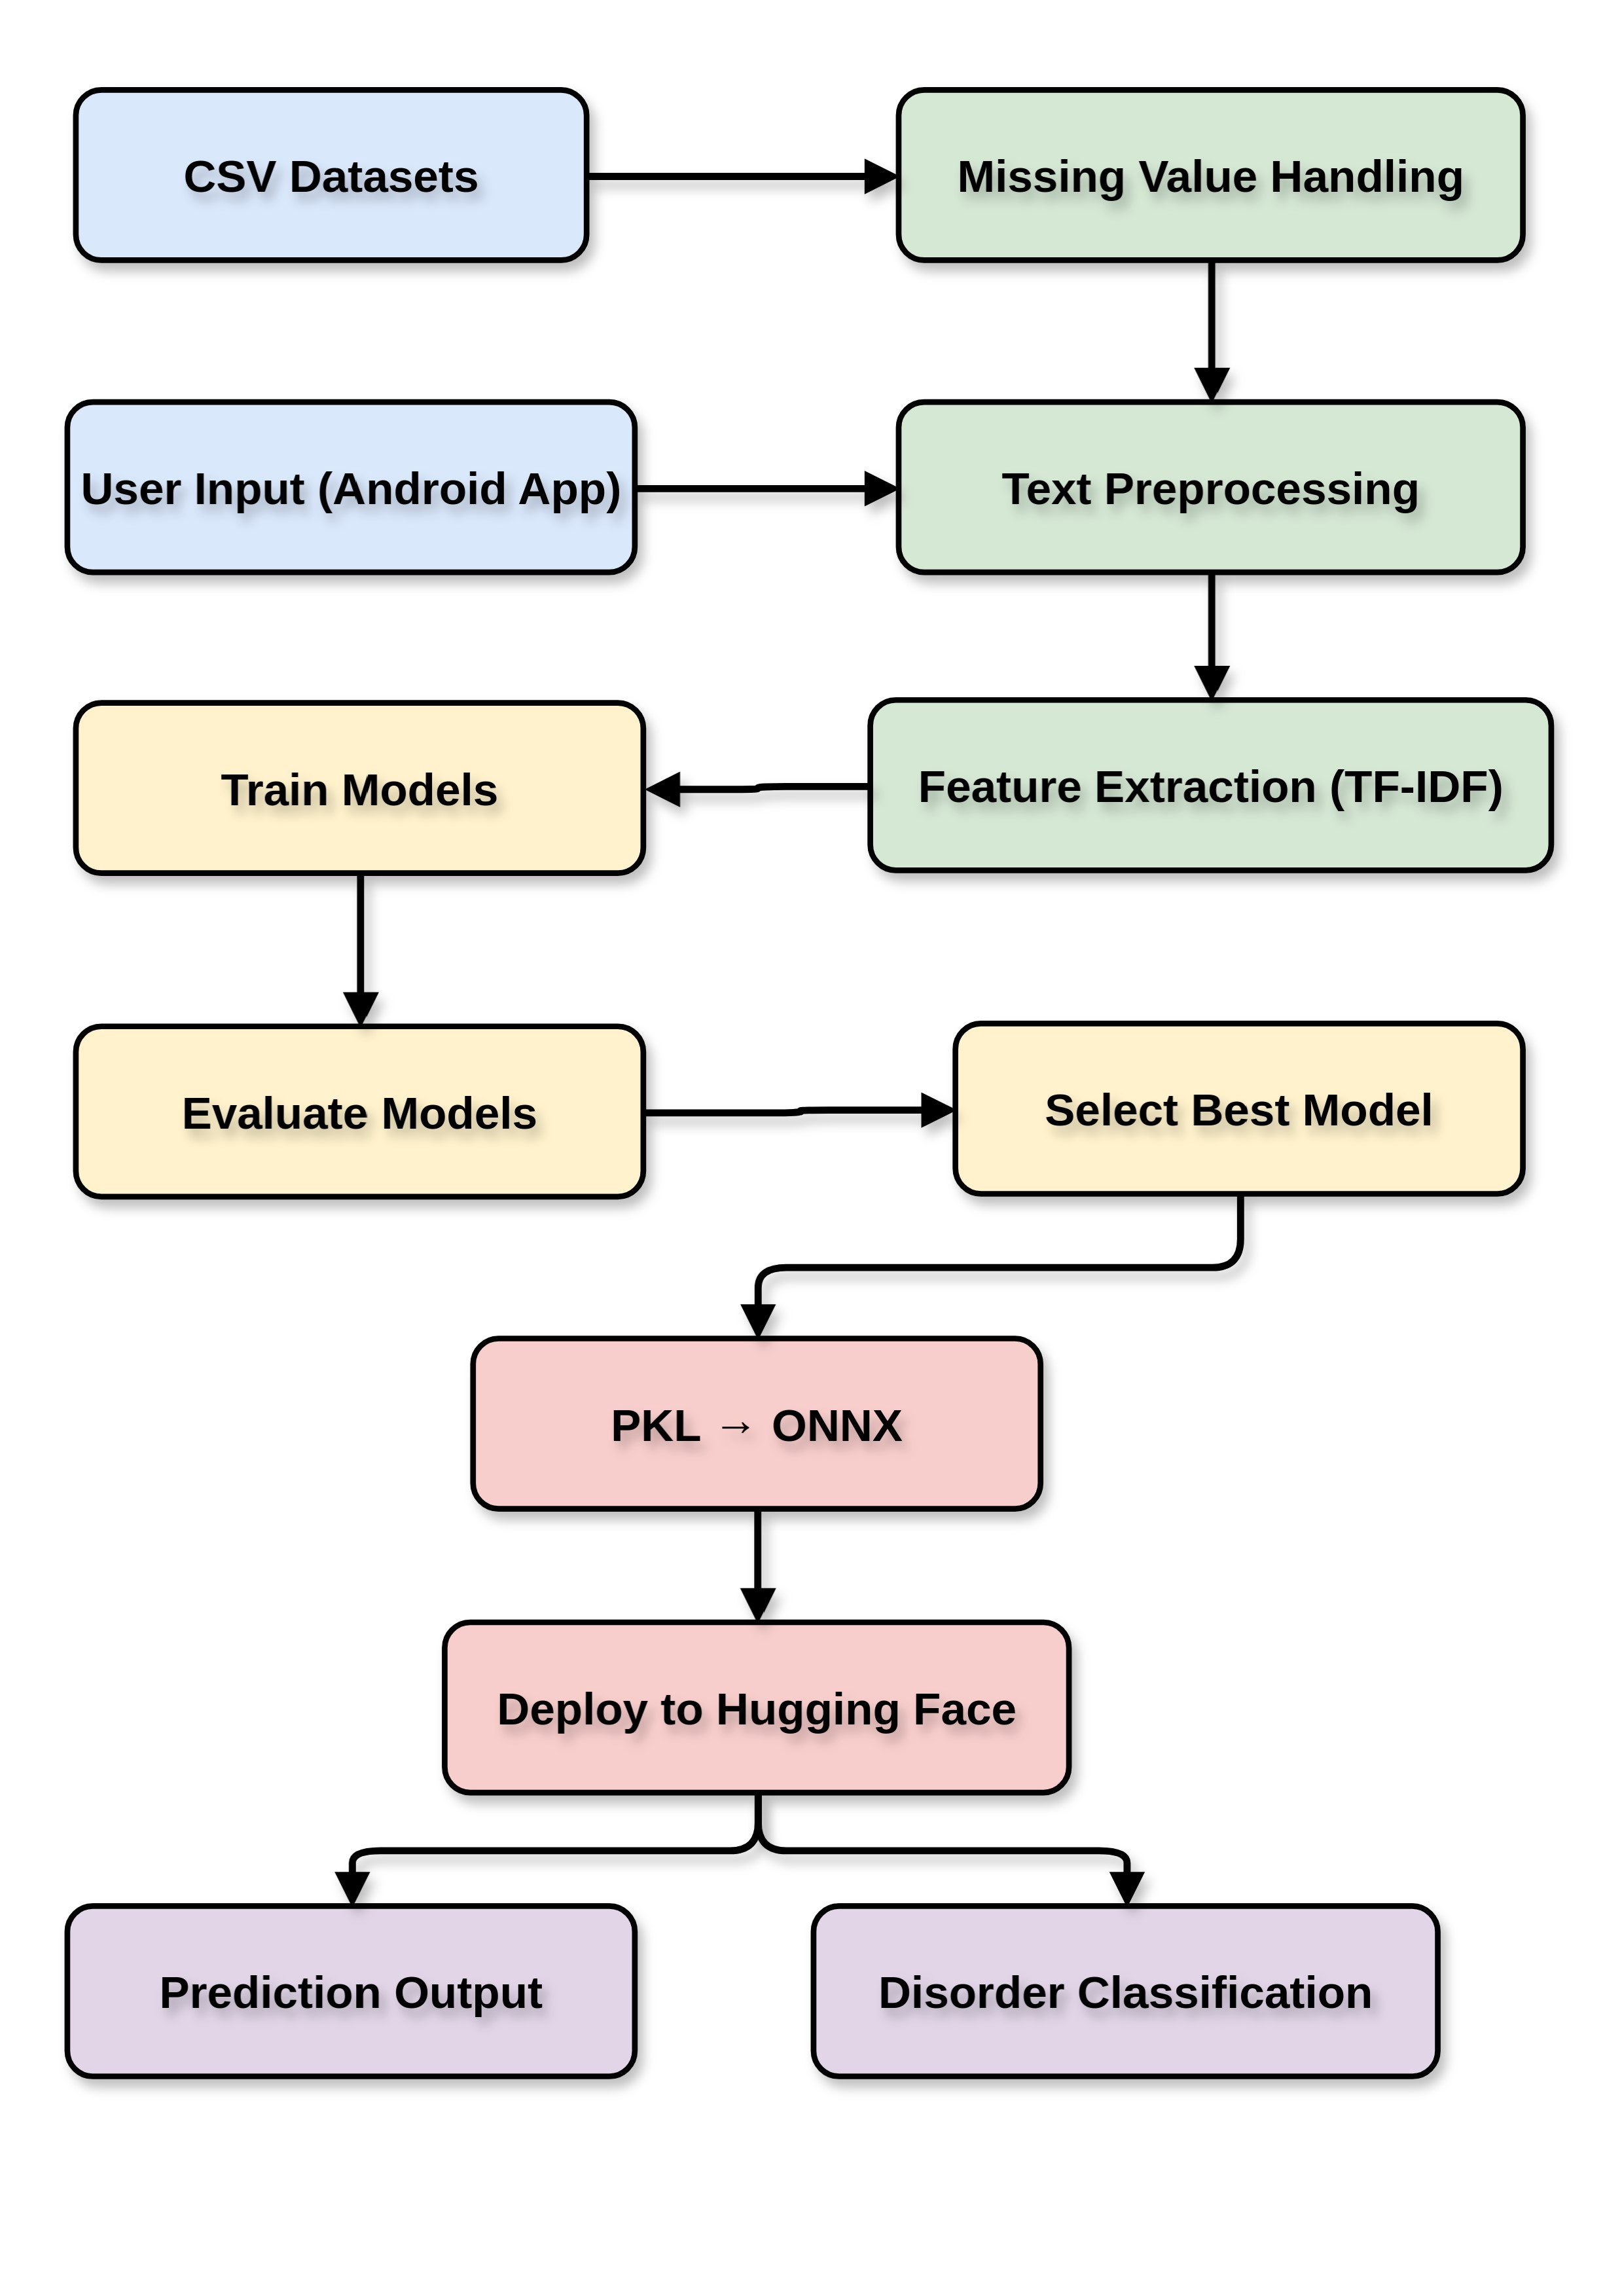 CSV Datasets
Missing Value Handling
User Input (Android App)
Text Preprocessing
Train Models
Feature Extraction (TF-IDF)
Evaluate Models
Select Best Model
PKL → ONNX
Deploy to Hugging Face
Prediction Output
Disorder Classification